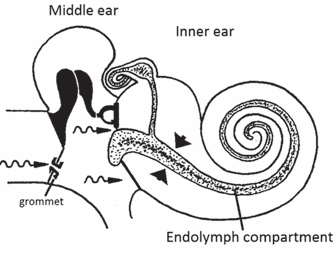 Middle ear
Inner ear
grommet
Endolymph compartment